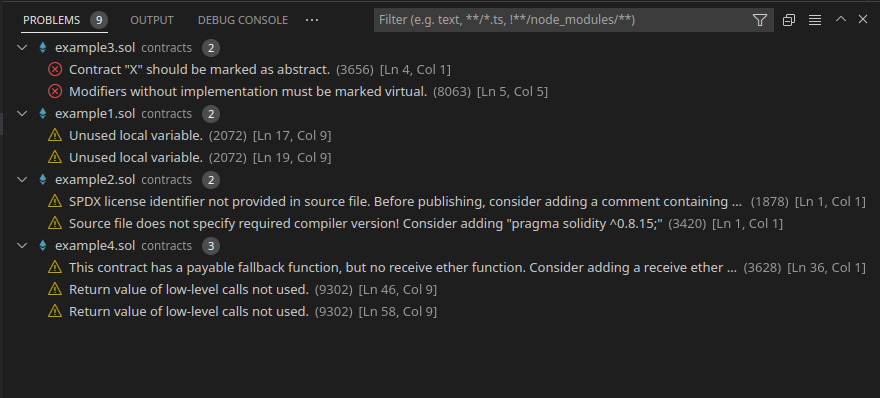 PROBLEMS 9 OUTPUT DEBUG CONSOLE ··· Filter (e.g. text, **/*.ts, !**/node_modules/**)
example3.sol contracts 2
Contract "X" should be marked as abstract. (3656) [Ln 4, Col 1]
Modifiers without implementation must be marked virtual. (8063) [Ln 5, Col 5]
example1.sol contracts 2
Unused local variable. (2072) [Ln 17, Col 9]
Unused local variable. (2072) [Ln 19, Col 9]
example2.sol contracts 2
SPDX license identifier not provided in source file. Before publishing, consider adding a comment containing ... (1878) [Ln 1, Col 1]
Source file does not specify required compiler version! Consider adding "pragma solidity ^0.8.15;" (3420) [Ln 1, Col 1]
example4.sol contracts 3
This contract has a payable fallback function, but no receive ether function. Consider adding a receive ether ... (3628) [Ln 36, Col 1]
Return value of low-level calls not used. (9302) [Ln 46, Col 9]
Return value of low-level calls not used. (9302) [Ln 58, Col 9]